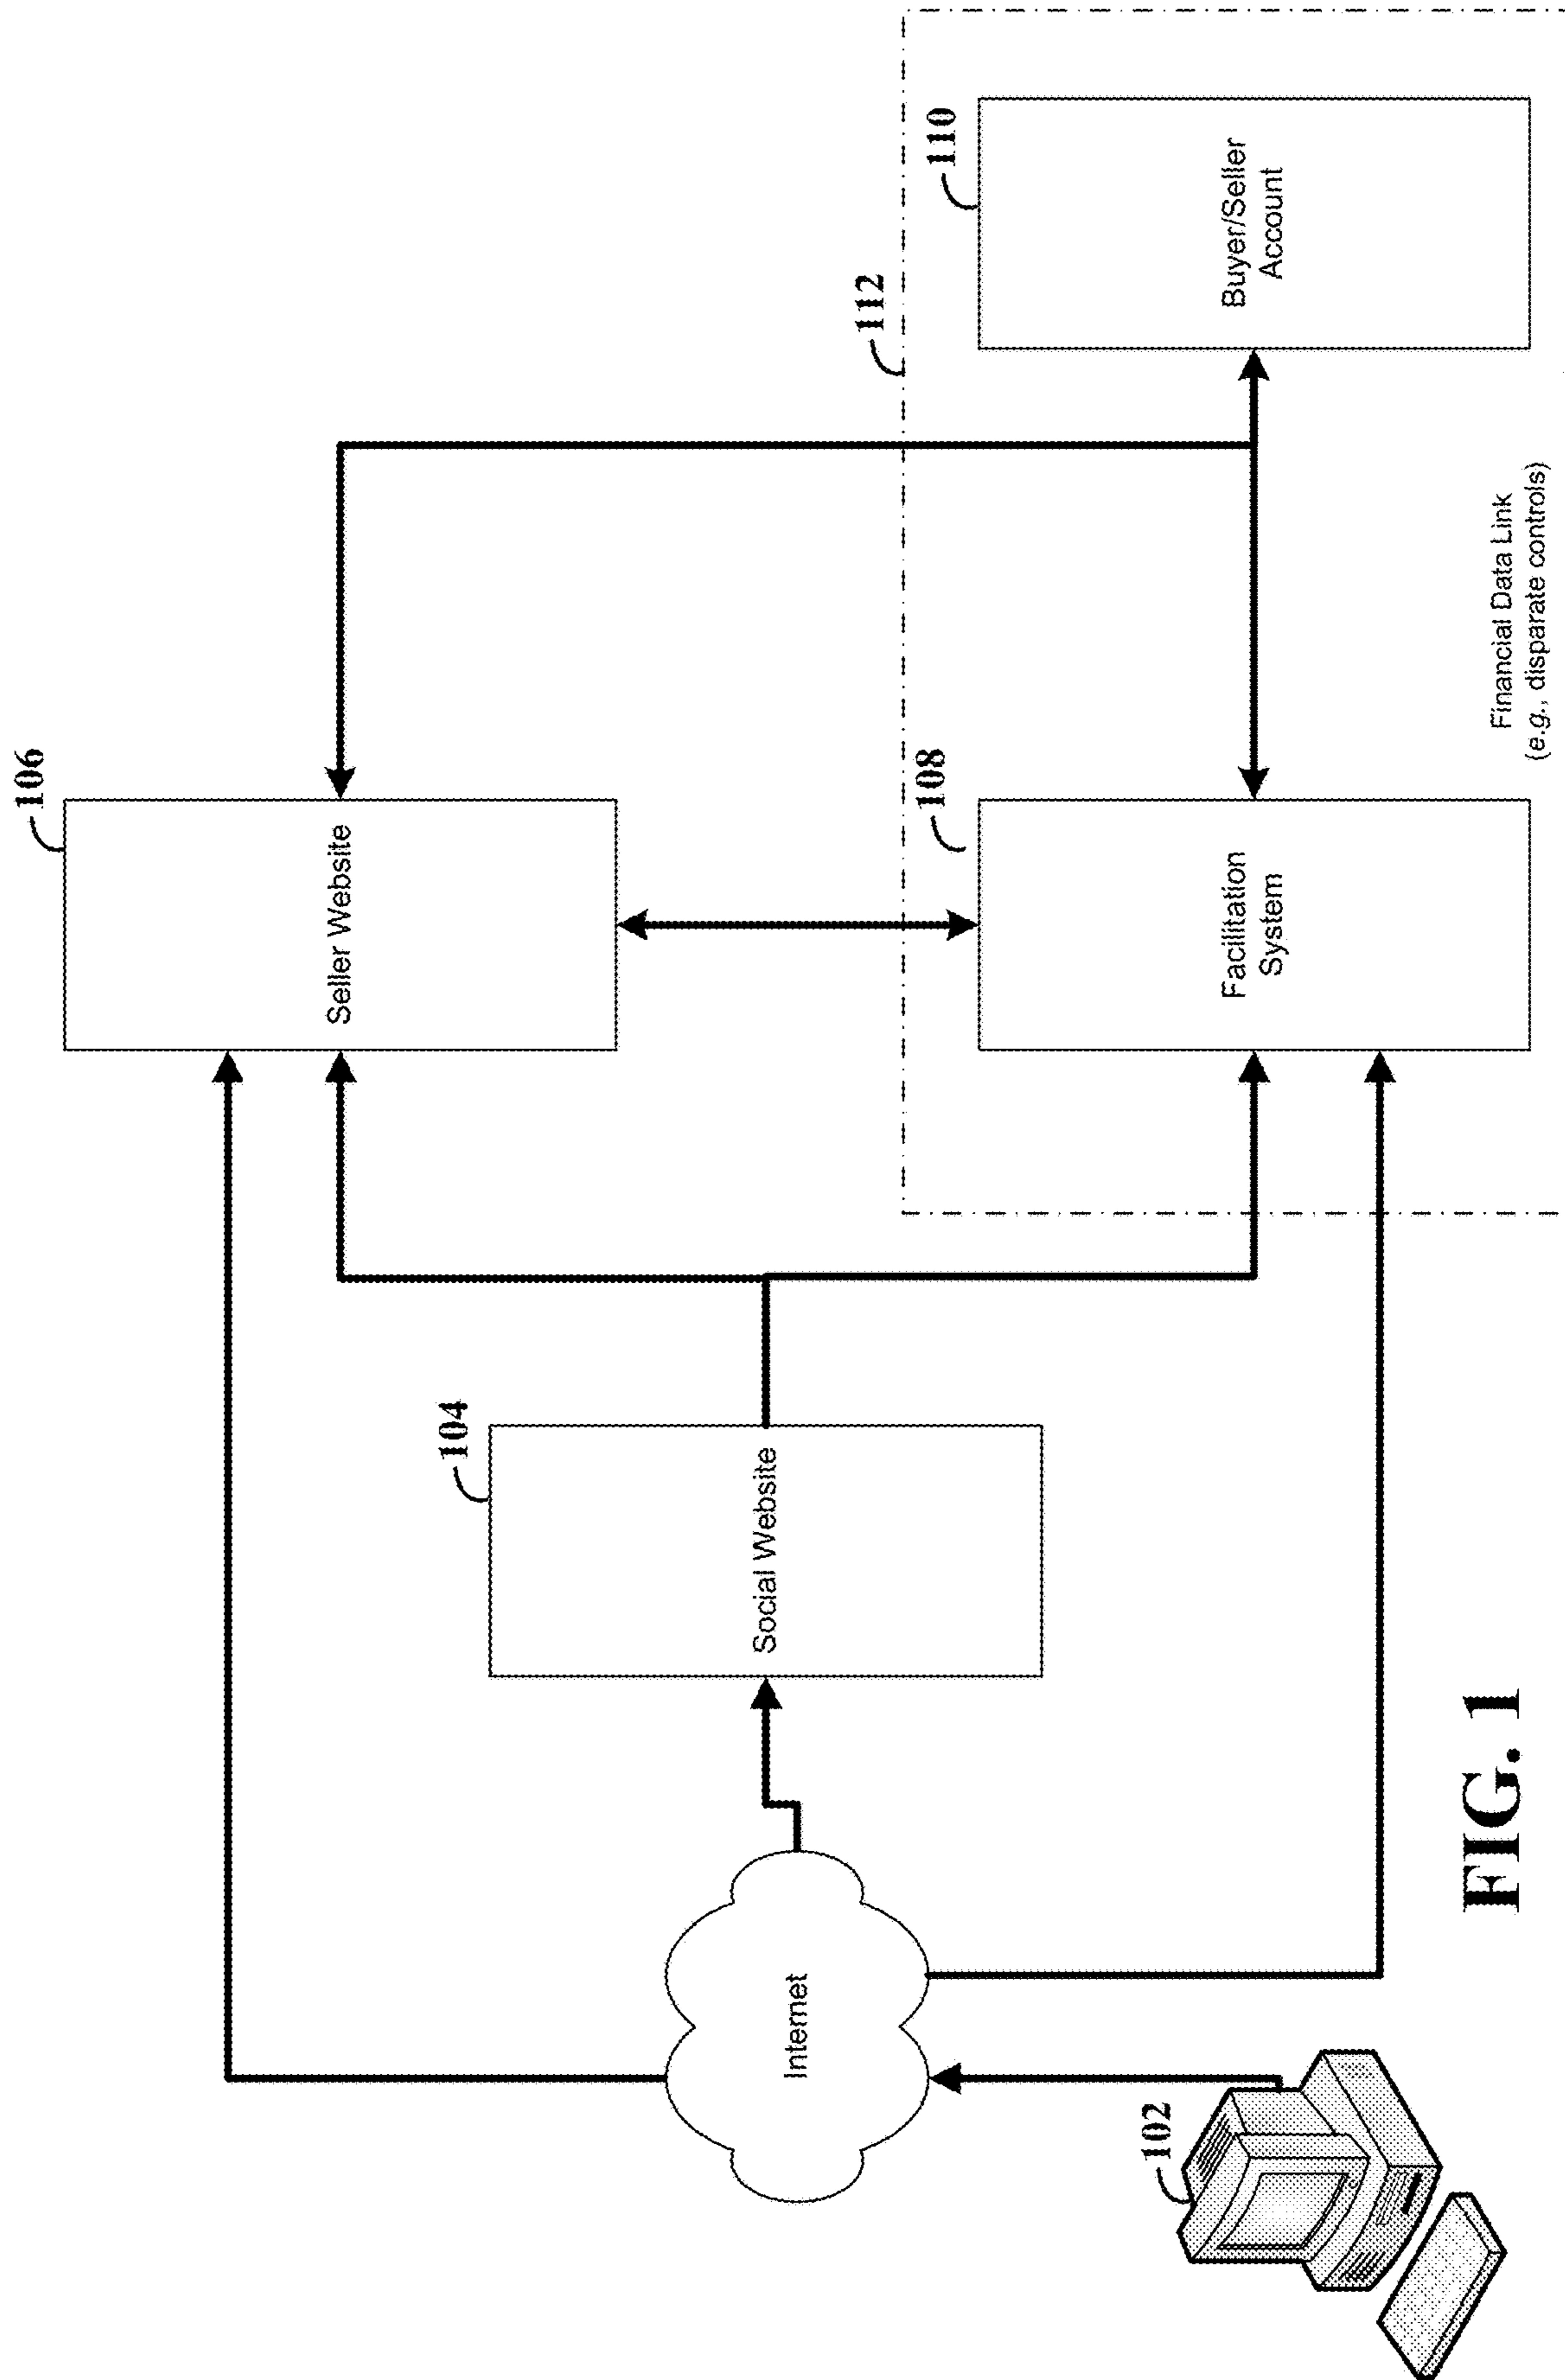 102
Internet
104
Social Website
106
Seller Website
108
Facilitation
System
112
110
Buyer/Seller
Account
Financial Data Link
(e.g., disparate controls)
FIG. 1